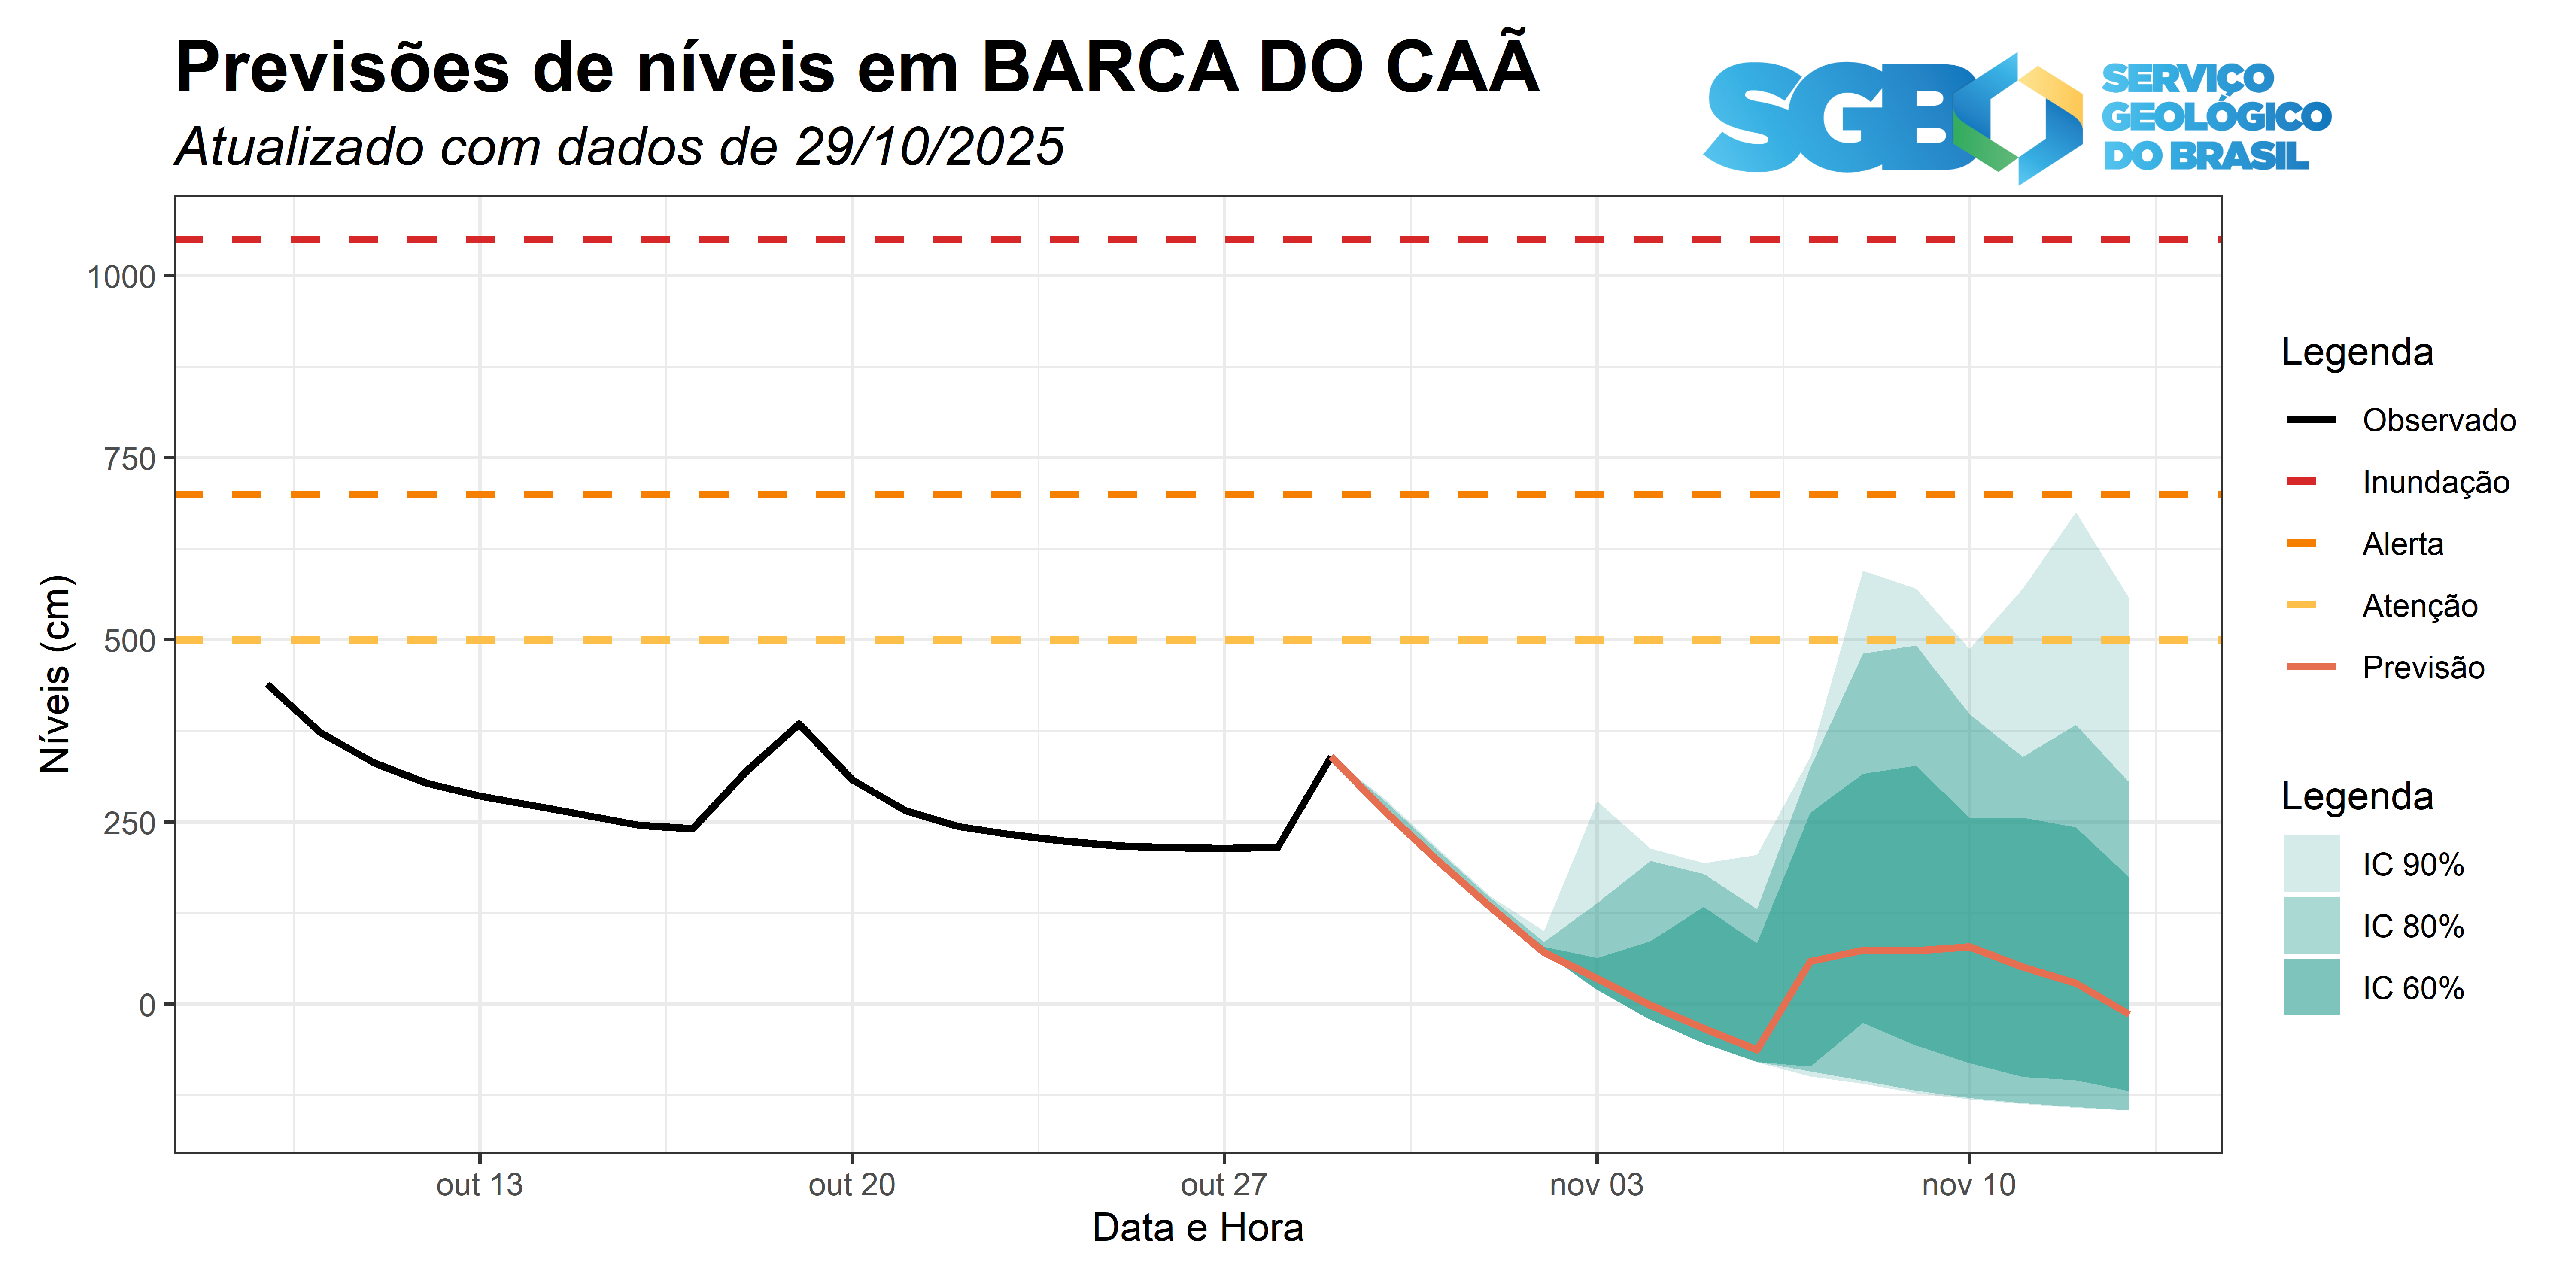 Previsões de níveis em BARCA DO CAÃ
Atualizado com dados de 29/10/2025
SGB
SERVIÇO
GEOLÓGICO
DO BRASIL
Níveis (cm)
1000
750
500
250
0
out 13
out 20
out 27
nov 03
nov 10
Data e Hora
Legenda
Observado
Inundação
Alerta
Atenção
Previsão
Legenda
IC 90%
IC 80%
IC 60%